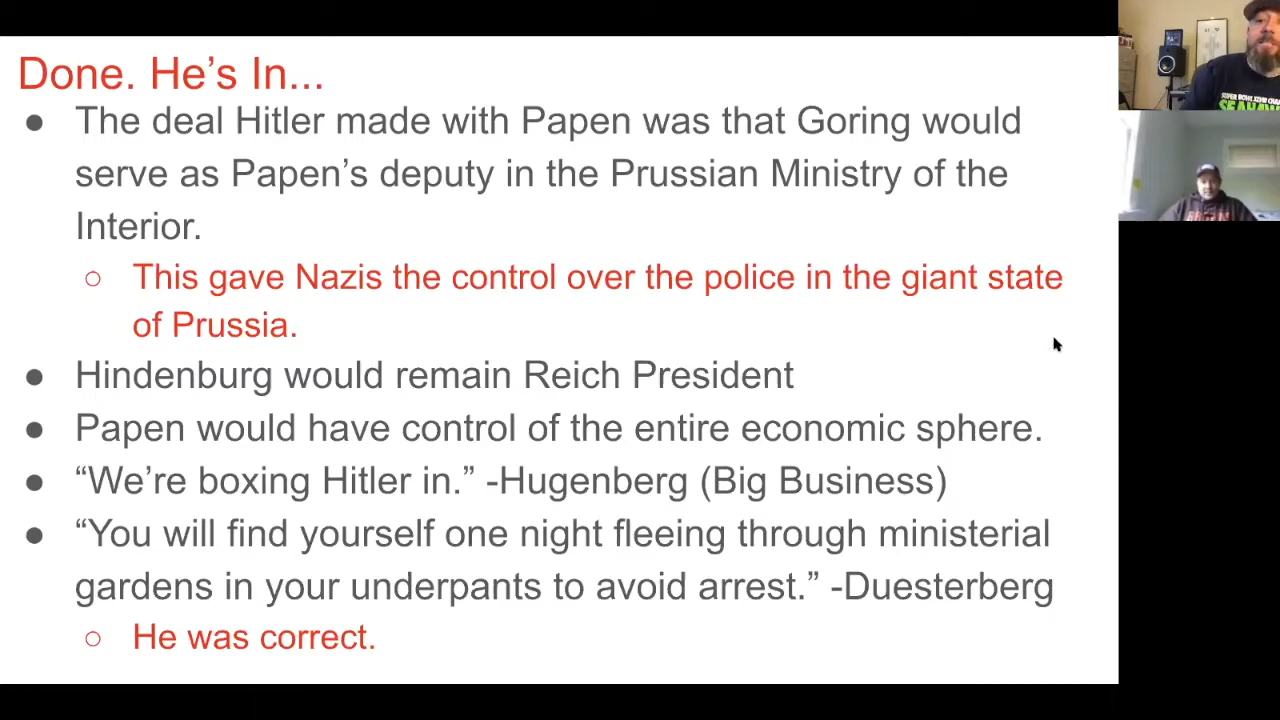 Done. He's In...
● The deal Hitler made with Papen was that Goring would
serve as Papen's deputy in the Prussian Ministry of the
Interior.
○ This gave Nazis the control over the police in the giant state
of Prussia.
● Hindenburg would remain Reich President
● Papen would have control of the entire economic sphere.
● “We're boxing Hitler in.” -Hugenberg (Big Business)
● “You will find yourself one night fleeing through ministerial
gardens in your underpants to avoid arrest.” -Duesterberg
○ He was correct.